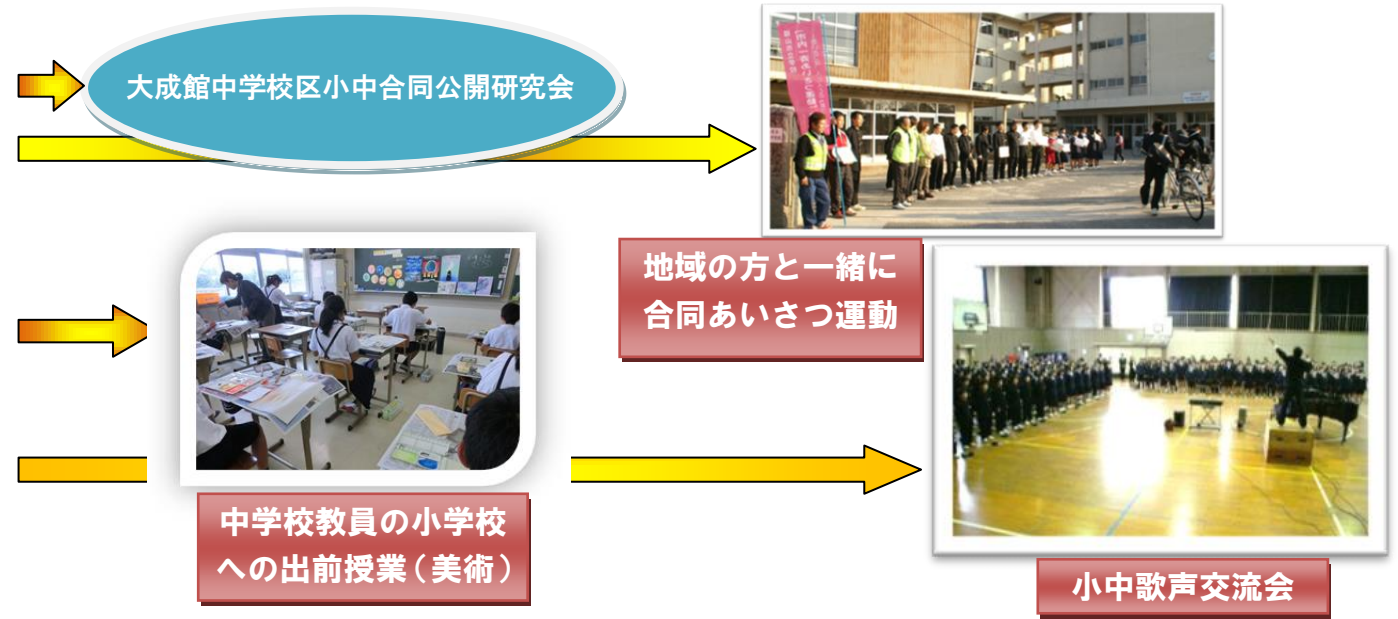 大成館中学校区小中合同公開研究会
地域の方と一緒に
合同あいさつ運動
中学校教員の小学校
への出前授業（美術）
小中歌声交流会